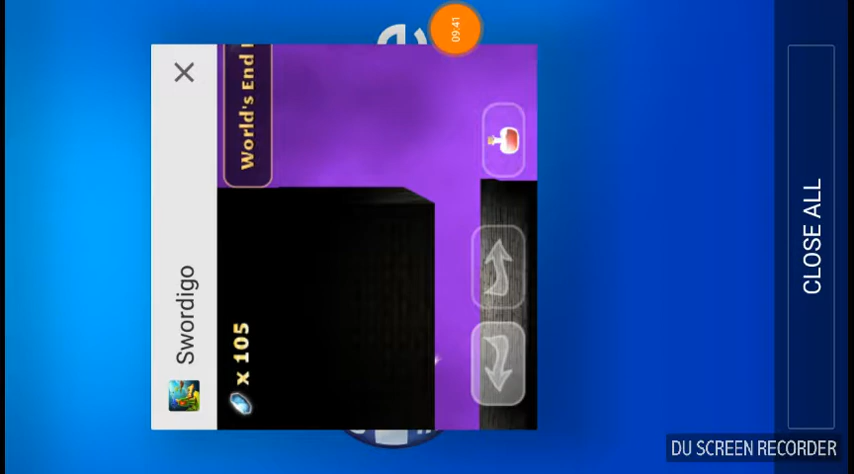 09:41
Swordigo
World's End
x 105
CLOSE ALL
DU SCREEN RECORDER